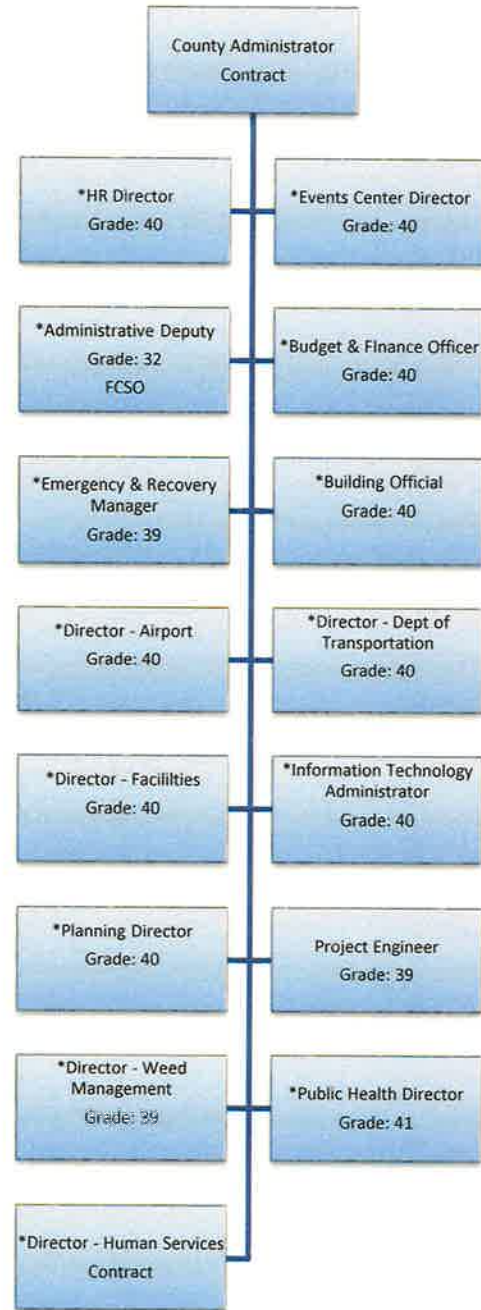 County Administrator
Contract
*HR Director
Grade: 40
*Events Center Director
Grade: 40
*Administrative Deputy
Grade: 32
FCSO
*Budget & FInance Officer
Grade: 40
*Emergency & Recovery
Manager
Grade: 39
*Building Official
Grade: 40
*Director - Airport
Grade: 40
*Director - Dept of
Transportation
Grade: 40
*Director - Facililties
Grade: 40
*Information Technology
Administrator
Grade: 40
*Planning Director
Grade: 40
Project Engineer
Grade: 39
*Director - Weed
Management
Grade: 39
*Public Health Director
Grade: 41
*Director - Human Services
Contract